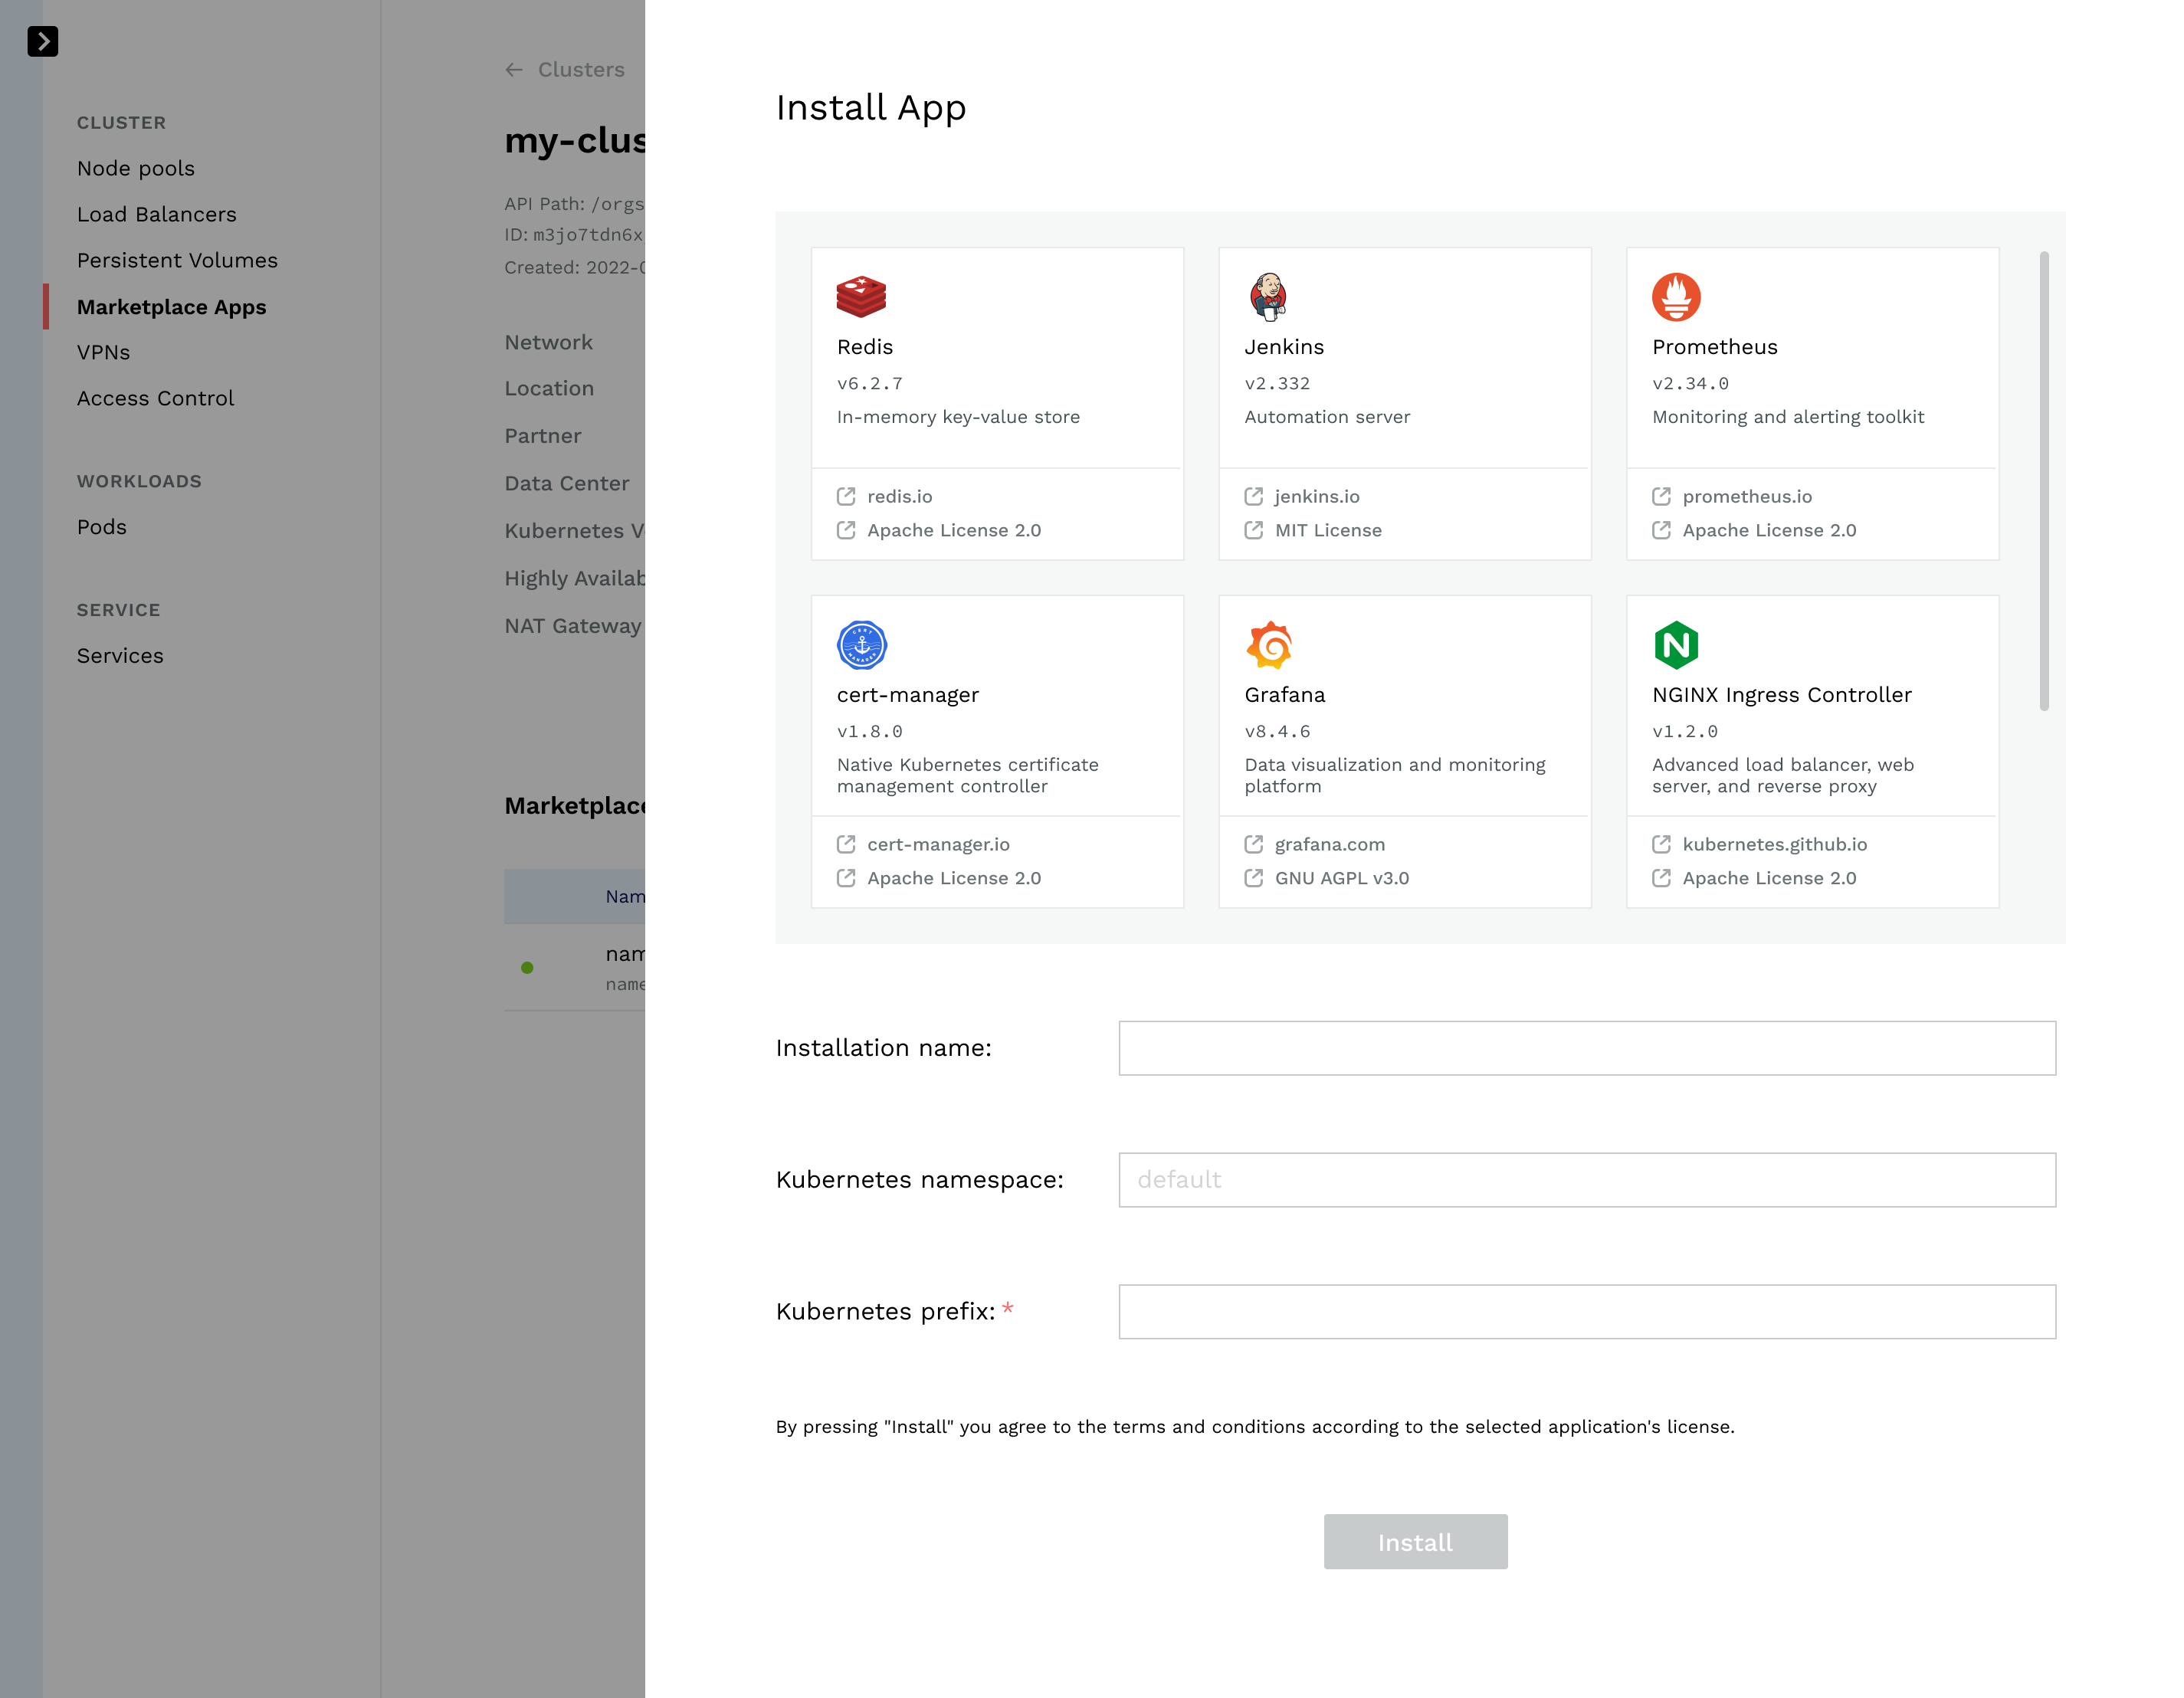 CLUSTER
Node pools
Load Balancers
Persistent Volumes
Marketplace Apps
VPNs
Access Control
WORKLOADS
Pods
SERVICE
Services
Clusters
my-clus
API Path: /orgs
ID: m3jo7tdn6x
Created: 2022-0
Network
Location
Partner
Data Center
Kubernetes V
Highly Availab
NAT Gateway
Marketplace
Nam
nam
name
Install App
Redis
v6.2.7
In-memory key-value store
redis.io
Apache License 2.0
Jenkins
v2.332
Automation server
jenkins.io
MIT License
Prometheus
v2.34.0
Monitoring and alerting toolkit
prometheus.io
Apache License 2.0
cert-manager
v1.8.0
Native Kubernetes certificate
management controller
cert-manager.io
Apache License 2.0
Grafana
v8.4.6
Data visualization and monitoring
platform
grafana.com
GNU AGPL v3.0
NGINX Ingress Controller
v1.2.0
Advanced load balancer, web
server, and reverse proxy
kubernetes.github.io
Apache License 2.0
Installation name:
Kubernetes namespace:
default
Kubernetes prefix: *
By pressing "Install" you agree to the terms and conditions according to the selected application's license.
Install